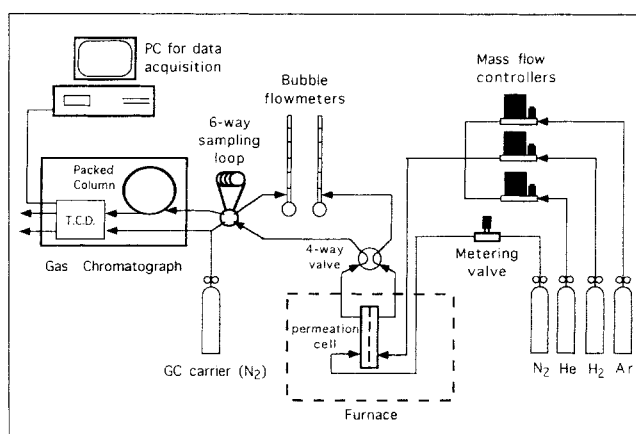 PC for data
acquisition
Bubble
flowmeters
Mass flow
controllers
6-way
sampling
loop
Packed
Column
T.C.D.
Gas Chromatograph
4-way
valve
Metering
valve
permeation
cell
GC carrier (N2)
Furnace
N2 He H2 Ar